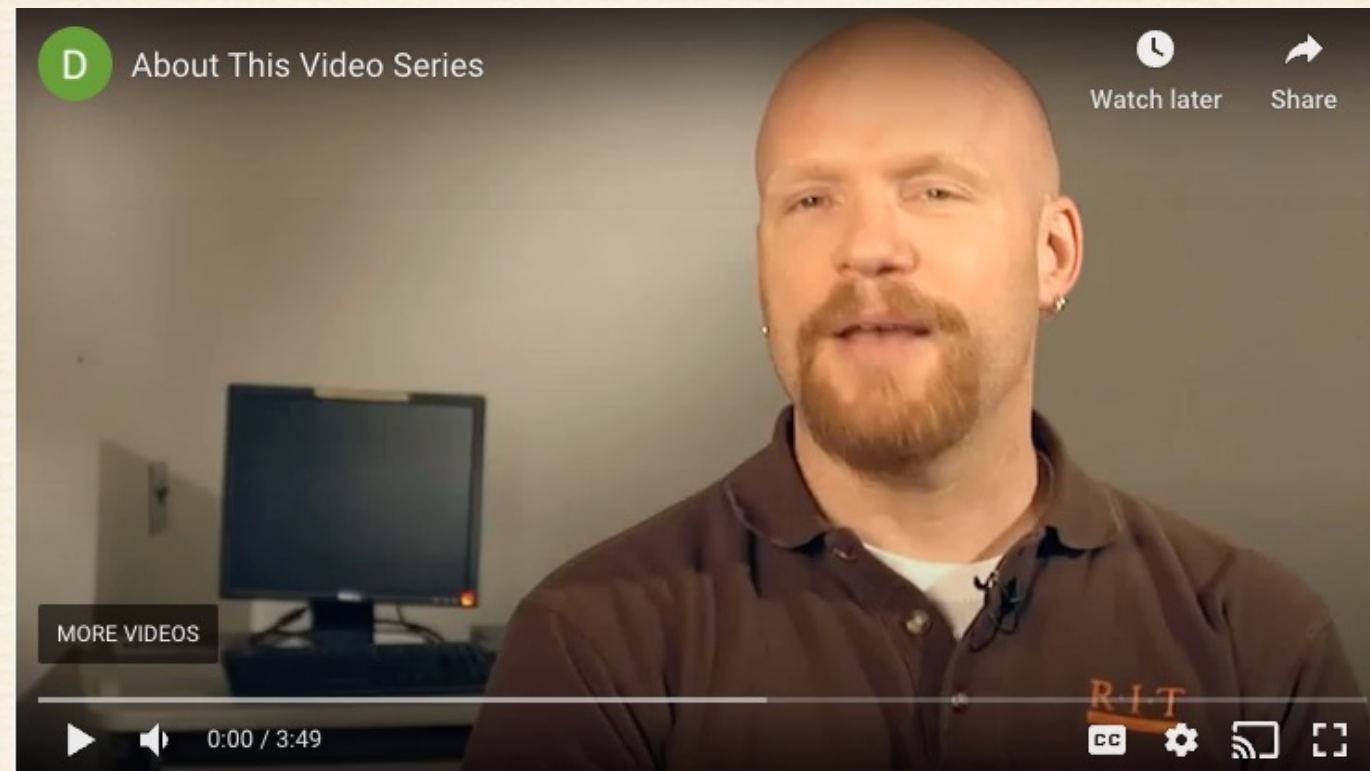 D
About This Video Series
Watch later
Share
MORE VIDEOS
R·I·T
0:00 / 3:49
CC